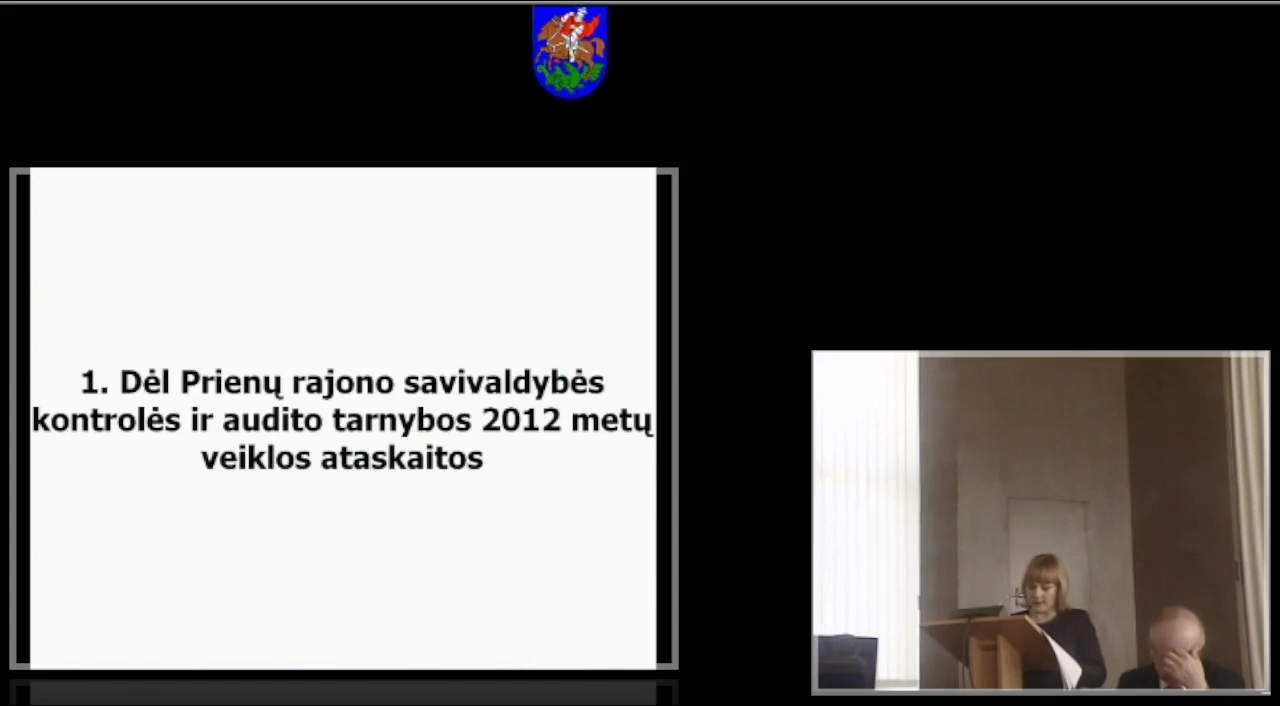 1. Dėl Prienų rajono savivaldybės
kontrolės ir audito tarnybos 2012 metų
veiklos ataskaitos